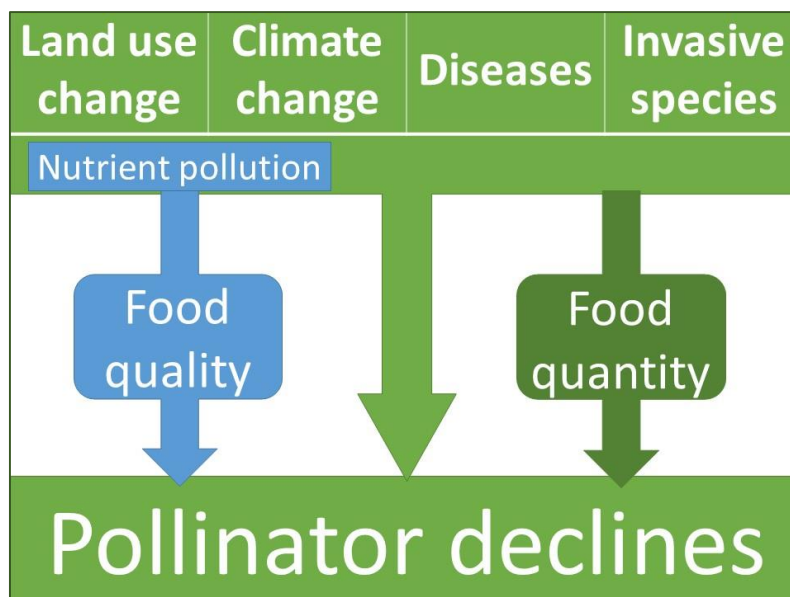 Land use
change
Climate
change
Diseases
Invasive
species
Nutrient pollution
Food
quality
Food
quantity
Pollinator declines